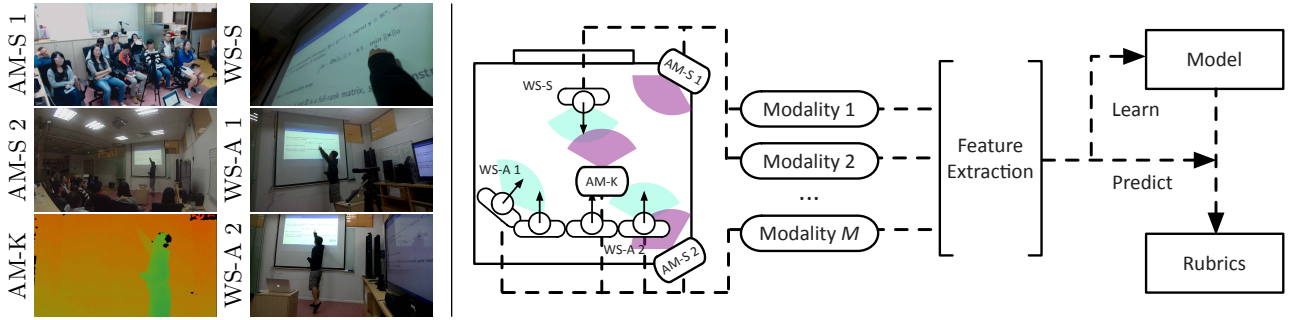 AM-S 1
WS-S
AM-S 2
WS-A 1
AM-K
WS-A 2
WS-S
AM-S 1
WS-A 1
AM-K
WS-A 2
AM-S 2
Modality 1
Modality 2
...
Modality M
Feature
Extraction
Learn
Predict
Model
Rubrics